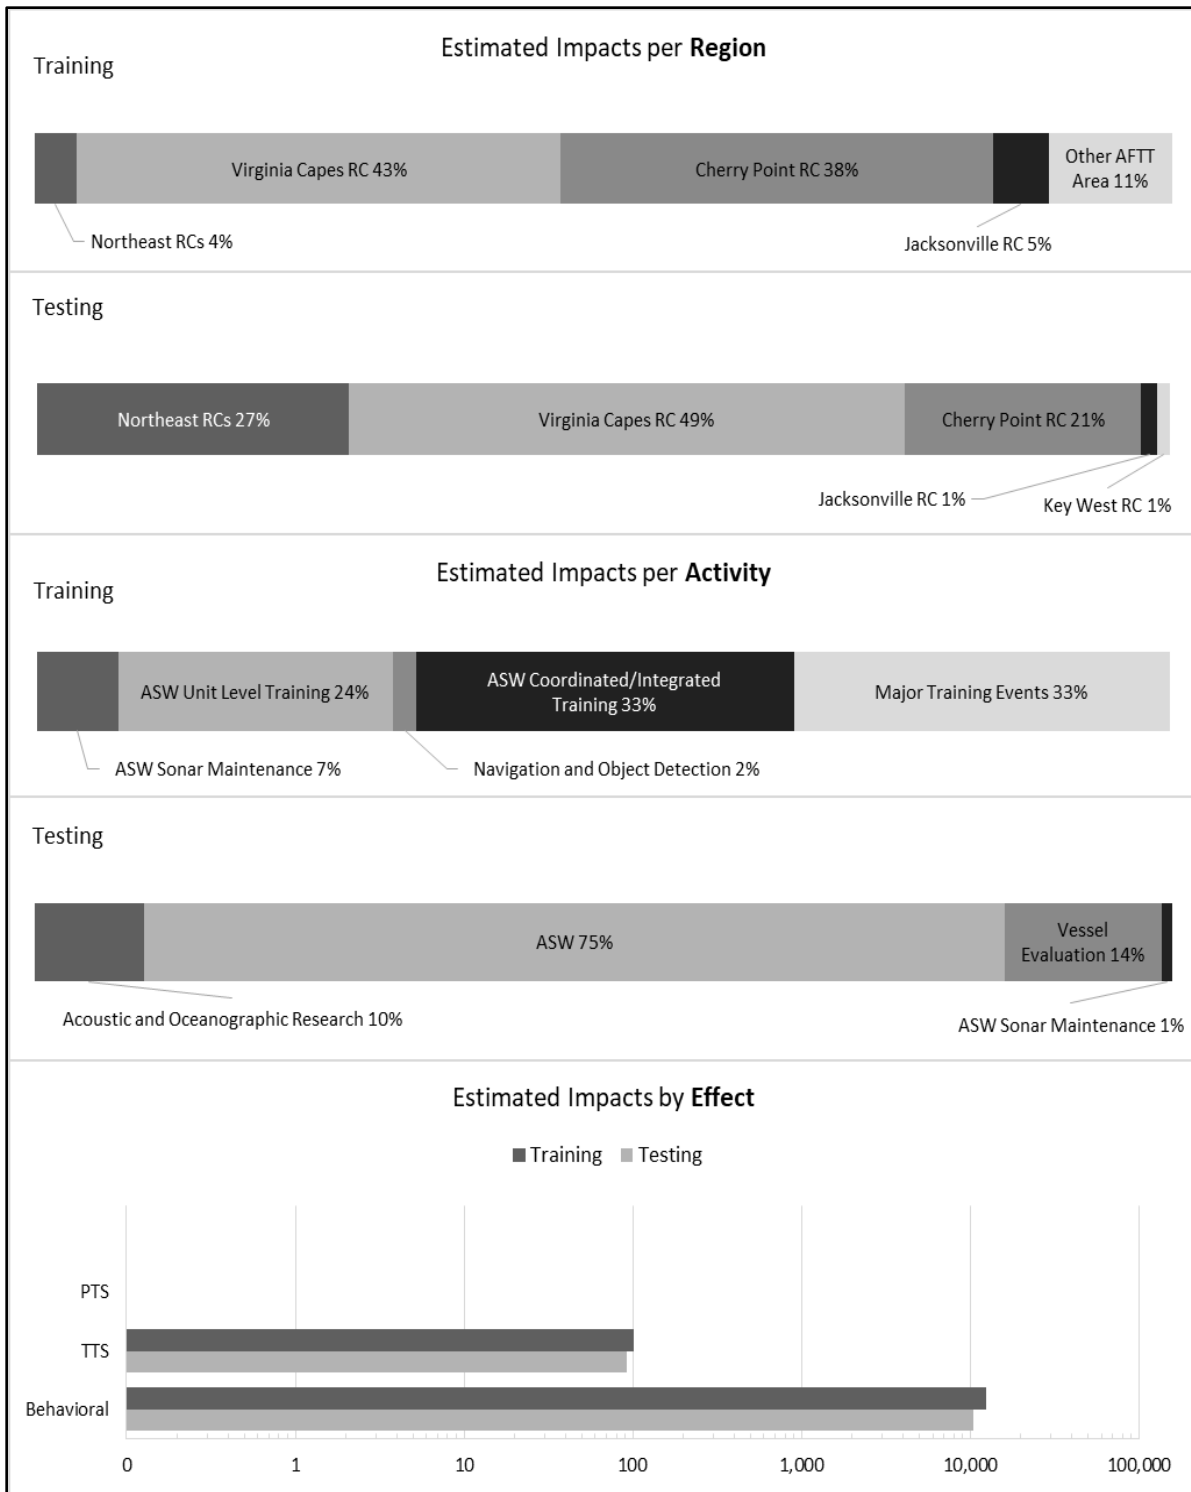 Estimated Impacts per Region
Training
Virginia Capes RC 43%
Cherry Point RC 38%
Other AFTT
Area 11%
Northeast RCs 4%
Jacksonville RC 5%
Testing
Northeast RCs 27%
Virginia Capes RC 49%
Cherry Point RC 21%
Jacksonville RC 1%
Key West RC 1%
Estimated Impacts per Activity
Training
ASW Unit Level Training 24%
ASW Coordinated/Integrated
Training 33%
Major Training Events 33%
ASW Sonar Maintenance 7%
Navigation and Object Detection 2%
Testing
ASW 75%
Vessel
Evaluation 14%
Acoustic and Oceanographic Research 10%
ASW Sonar Maintenance 1%
Estimated Impacts by Effect
Training
Testing
PTS
TTS
Behavioral
0
1
10
100
1,000
10,000
100,000